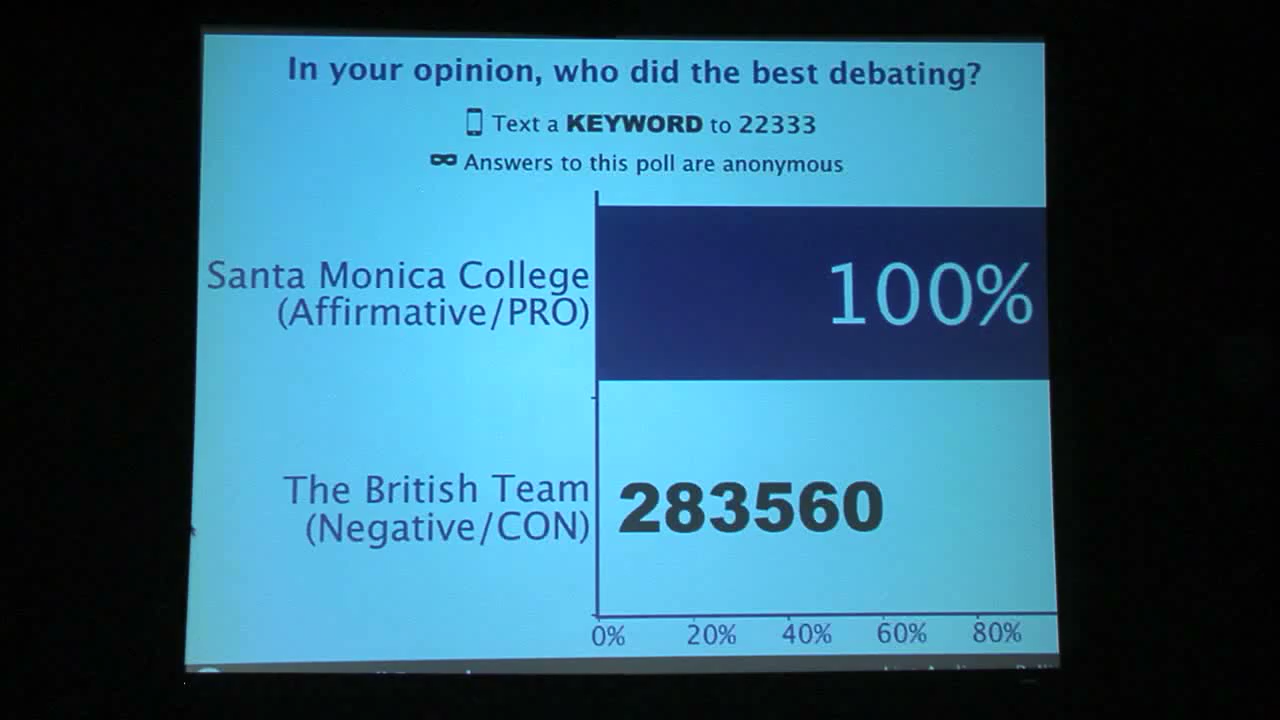 In your opinion, who did the best debating?
Text a KEYWORD to 22333
Answers to this poll are anonymous
Santa Monica College
(Affirmative/PRO)
100%
The British Team
(Negative/CON)
283560
0% 20% 40% 60% 80%